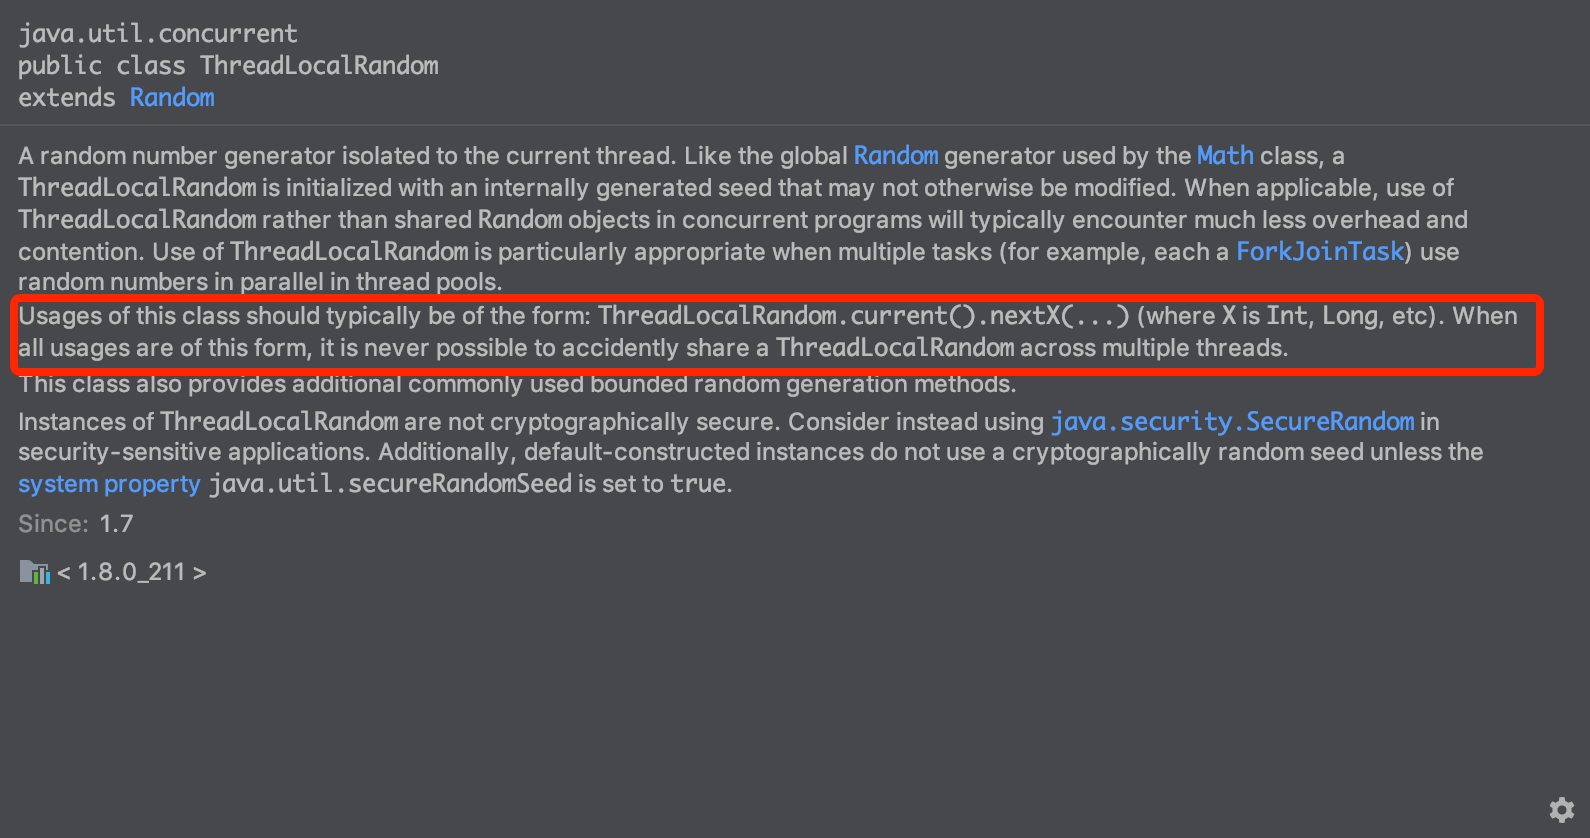 java.util.concurrent
public class ThreadLocalRandom
extends Random
A random number generator isolated to the current thread. Like the global Random generator used by the Math class, a
ThreadLocalRandom is initialized with an internally generated seed that may not otherwise be modified. When applicable, use of
ThreadLocalRandom rather than shared Random objects in concurrent programs will typically encounter much less overhead and
contention. Use of ThreadLocalRandom is particularly appropriate when multiple tasks (for example, each a ForkJoinTask) use
random numbers in parallel in thread pools.
Usages of this class should typically be of the form: ThreadLocalRandom.current().nextX(...) (where X is Int, Long, etc). When
all usages are of this form, it is never possible to accidently share a ThreadLocalRandom across multiple threads.
This class also provides additional commonly used bounded random generation methods.
Instances of ThreadLocalRandom are not cryptographically secure. Consider instead using java.security.SecureRandom in
security-sensitive applications. Additionally, default-constructed instances do not use a cryptographically random seed unless the
system property java.util.secureRandomSeed is set to true.
Since: 1.7
< 1.8.0_211 >